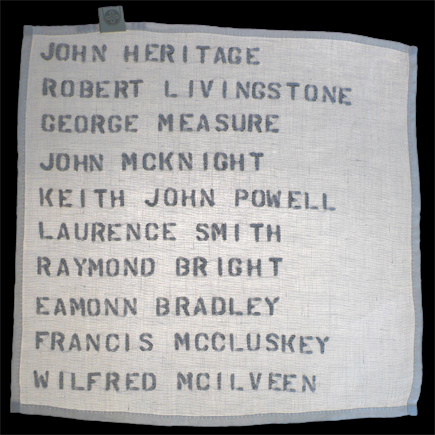 JOHN HERITAGE
ROBERT LIVINGSTONE
GEORGE MEASURE
JOHN MCKNIGHT
KEITH JOHN POWELL
LAURENCE SMITH
RAYMOND BRIGHT
EAMONN BRADLEY
FRANCIS MCCLUSKEY
WILFRED MCILVEEN